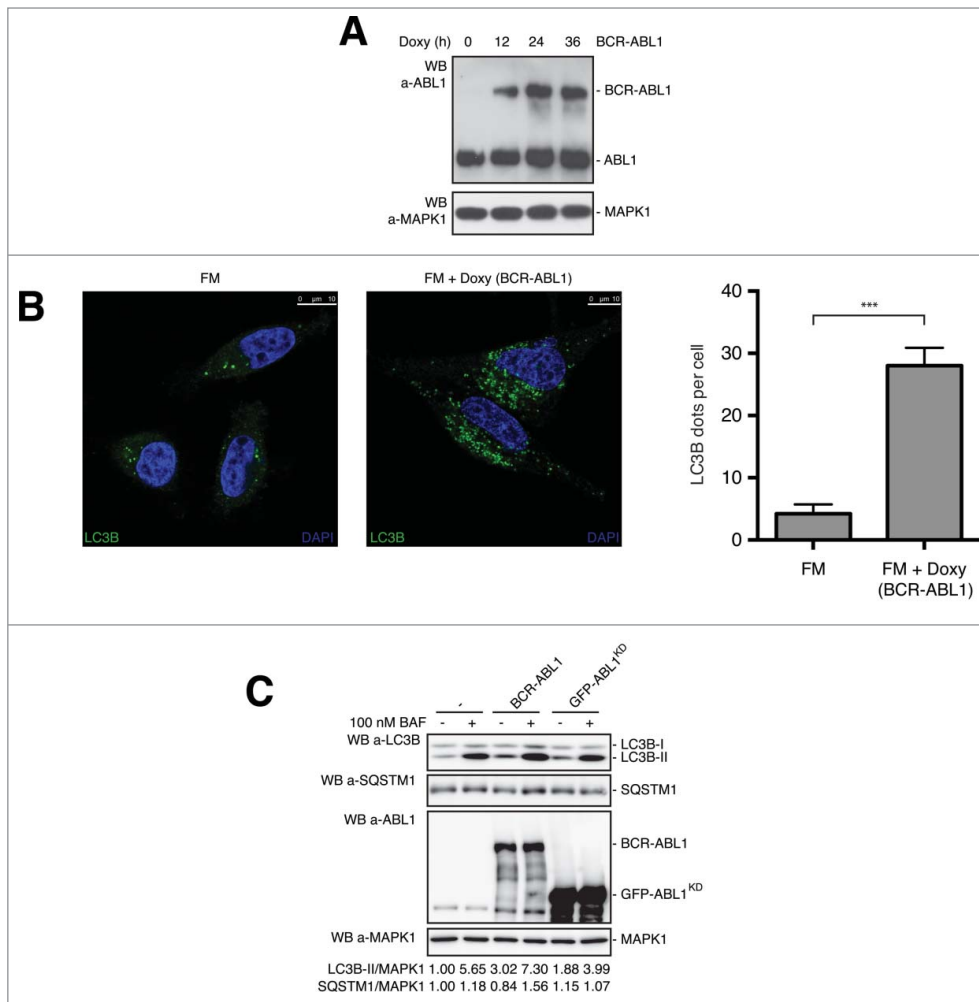 A
Doxy (h) 0 12 24 36 BCR-ABL1
WB
a-ABL1
- BCR-ABL1
- ABL1
WB
a-MAPK1
- MAPK1
B
FM
0 µm 10
LC3B DAPI
FM + Doxy (BCR-ABL1)
0 µm 10
LC3B DAPI
LC3B dots per cell
40
30
20
10
0
***
FM
FM + Doxy
(BCR-ABL1)
C
- BCR-ABL1 GFP-ABL1KD
100 nM BAF - + - + - +
WB a-LC3B
- LC3B-I
- LC3B-II
WB a-SQSTM1
- SQSTM1
WB a-ABL1
- BCR-ABL1
- GFP-ABL1KD
WB a-MAPK1
- MAPK1
LC3B-II/MAPK1 1.00 5.65 3.02 7.30 1.88 3.99
SQSTM1/MAPK1 1.00 1.18 0.84 1.56 1.15 1.07